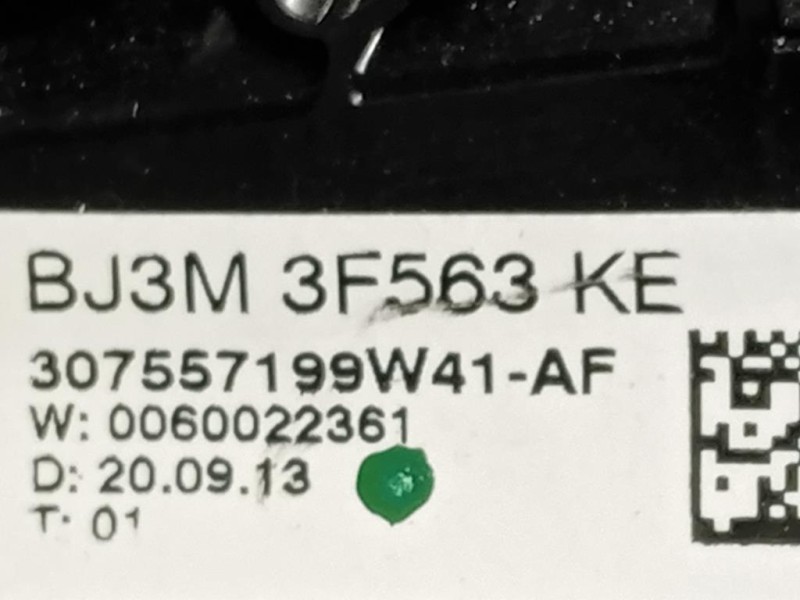 BJ3M 3F563 KE
307557199W41-AF
W: 0060022361
D: 20.09.13
T: 01